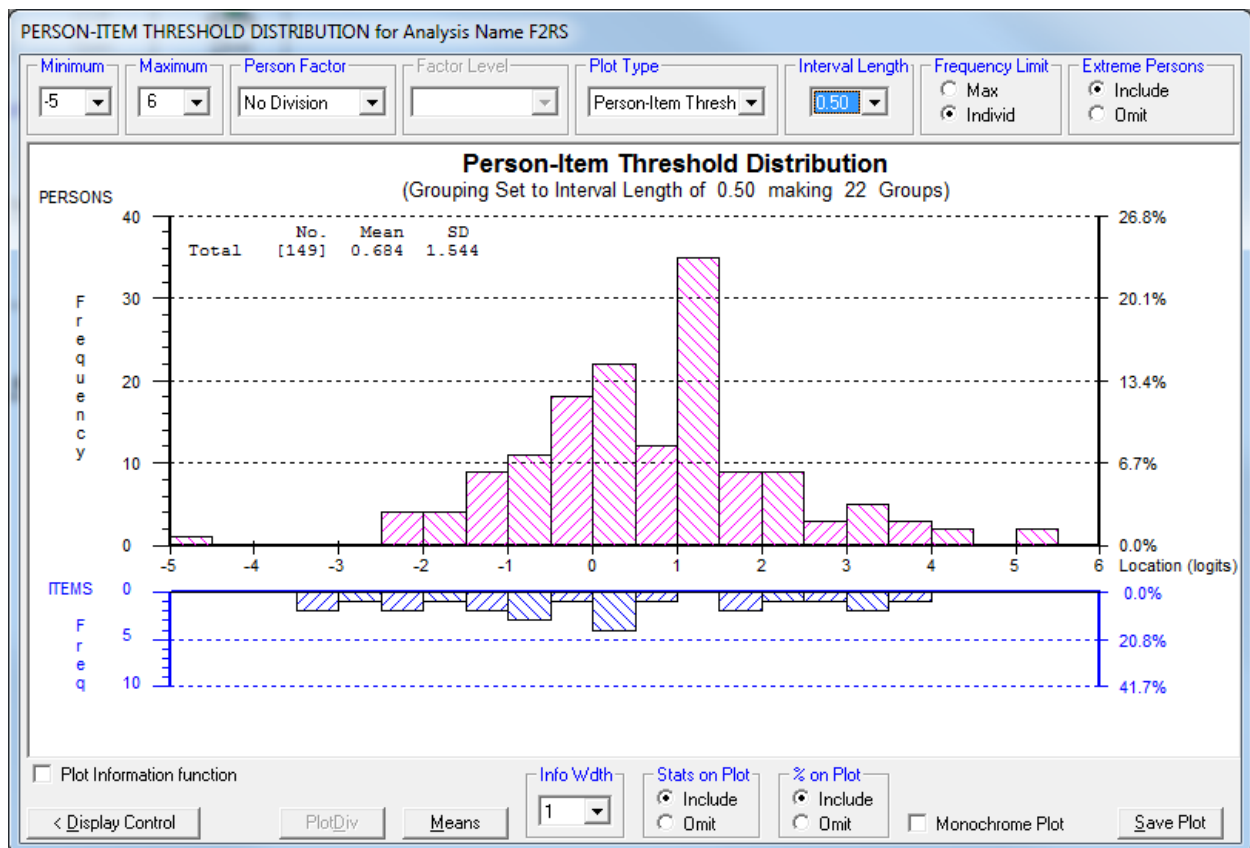 PERSON-ITEM THRESHOLD DISTRIBUTION for Analysis Name F2RS
Minimum Maximum Person Factor Factor Level Plot Type Interval Length Frequency Limit Extreme Persons
-5 6 No Division Person-Item Thresh 0.50 Max Include
Individ Omit
Person-Item Threshold Distribution
(Grouping Set to Interval Length of 0.50 making 22 Groups)
PERSONS
40 26.8%
No. Mean SD
Total [149] 0.684 1.544
30 20.1%
20 13.4%
10 6.7%
0 0.0%
Frequency
-5 -4 -3 -2 -1 0 1 2 3 4 5 6 Location (logits)
ITEMS 0 0.0%
5 20.8%
10 41.7%
Freq
Plot Information function
Info Wdth Stats on Plot % on Plot
1 Include Include
Omit Omit
Monochrome Plot
< Display Control PlotDiv Means Save Plot